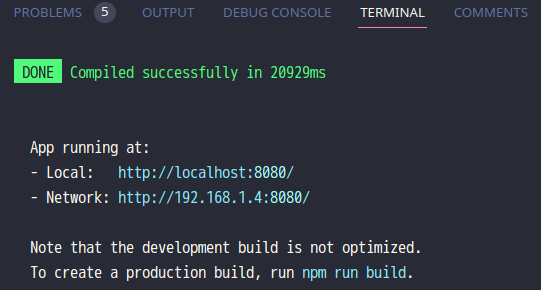 PROBLEMS 5 OUTPUT DEBUG CONSOLE TERMINAL COMMENTS
DONE Compiled successfully in 20929ms
App running at:
- Local: http://localhost:8080/
- Network: http://192.168.1.4:8080/
Note that the development build is not optimized.
To create a production build, run npm run build.